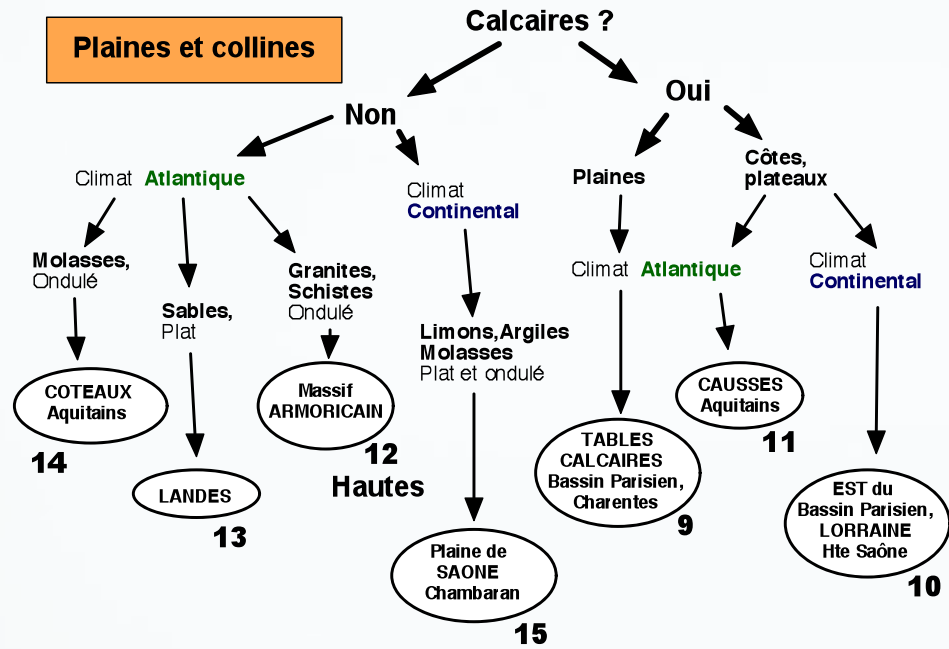 Plaines et collines
Calcaires ?
Non
Oui
Climat Atlantique
Climat
Continental
Plaines
Côtes,
plateaux
Molasses,
Ondulé
Sables,
Plat
Granites,
Schistes
Ondulé
Limons,Argiles
Molasses
Plat et ondulé
Climat Atlantique
Climat
Continental
COTEAUX
Aquitains
14
LANDES
13
Massif
ARMORICAIN
12
Hautes
Plaine de
SAONE
Chambaran
15
TABLES
CALCAIRES
Bassin Parisien,
Charentes
9
CAUSSES
Aquitains
11
EST du
Bassin Parisien,
LORRAINE
Hte Saône
10